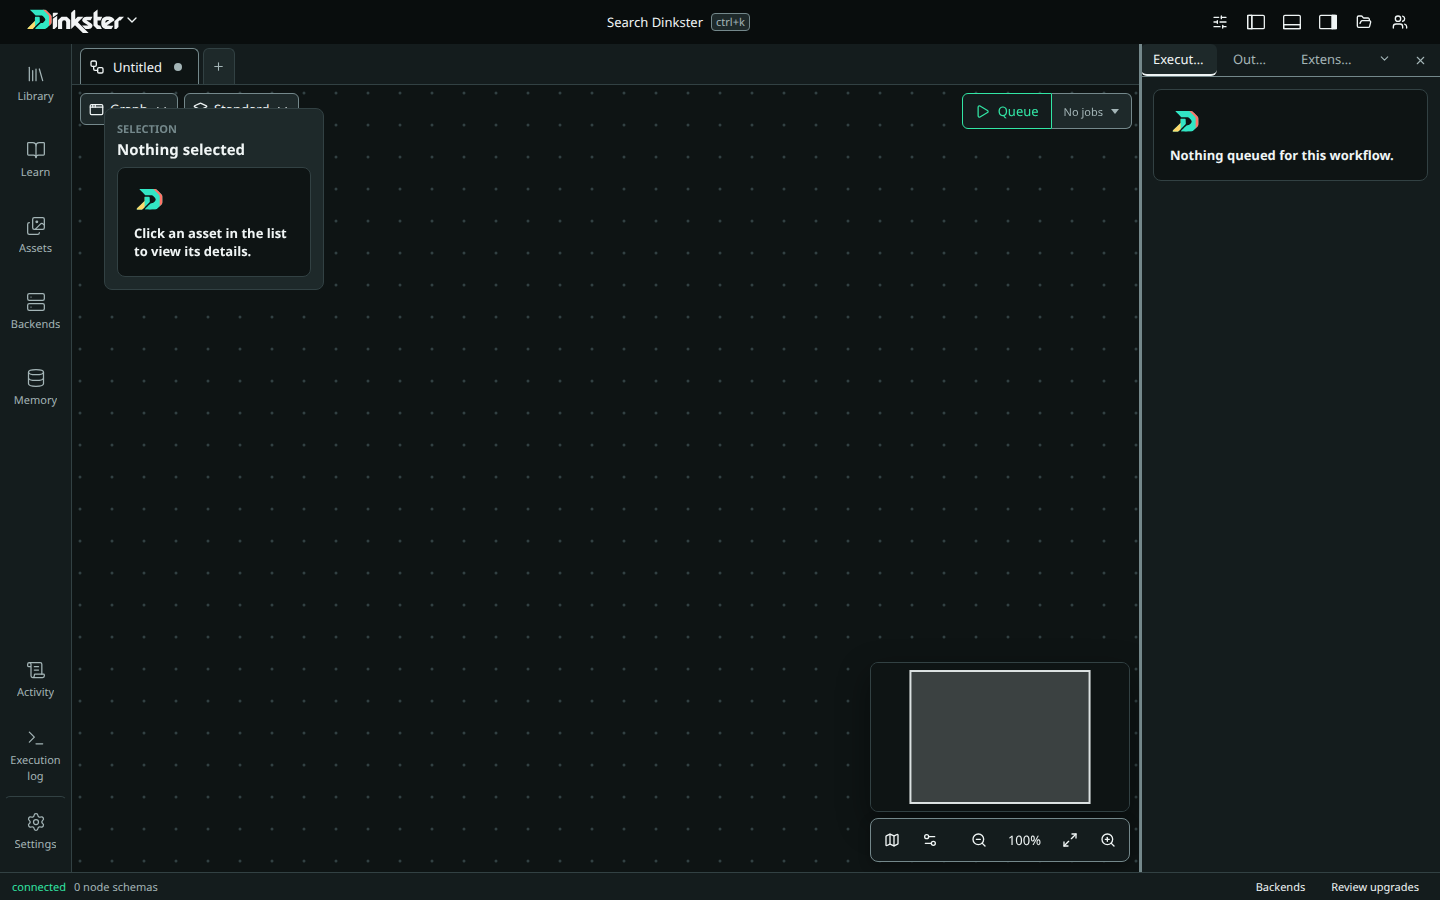 Dinkster
Search Dinkster ctrl+k
Library
Learn
Assets
Backends
Memory
Activity
Execution
log
Settings
Untitled
Graph
Standard
SELECTION
Nothing selected
Click an asset in the list
to view its details.
Queue
No jobs
Execut...
Out...
Extens...
Nothing queued for this workflow.
100%
connected 0 node schemas
Backends
Review upgrades